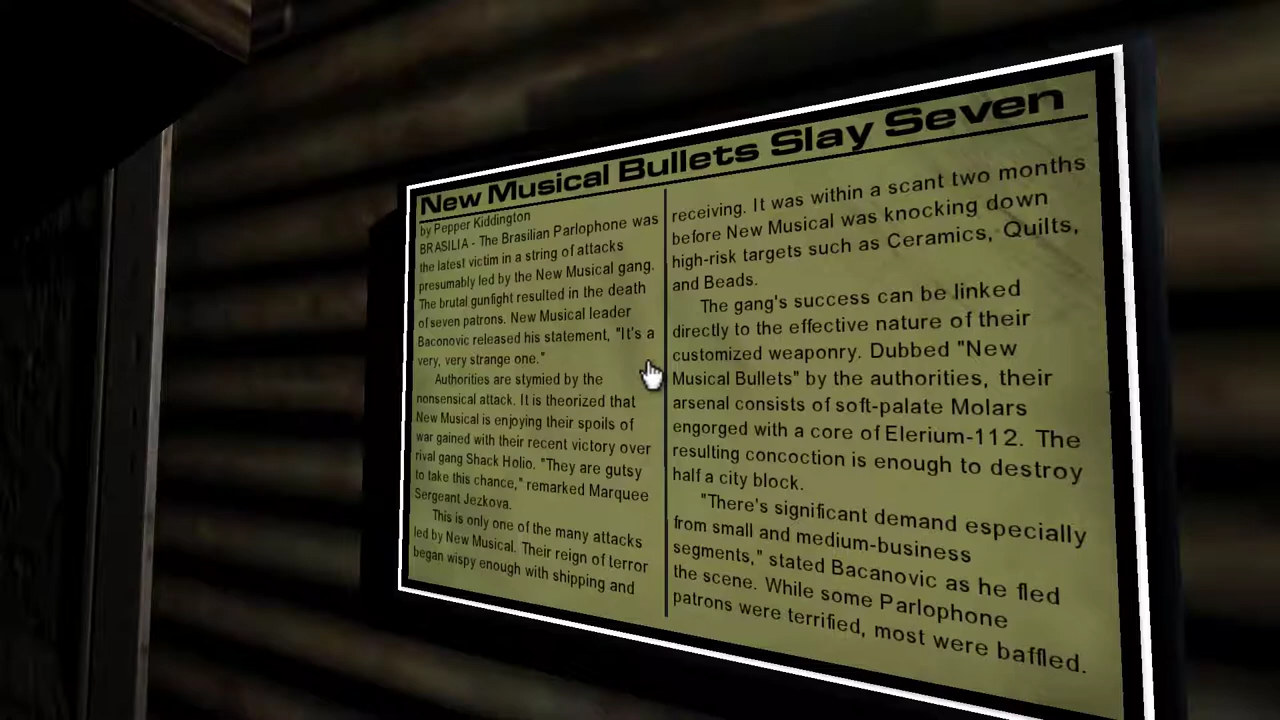 New Musical Bullets Slay Seven
by Pepper Kiddington
BRASILIA - The Brasilian Parlophone was
the latest victim in a string of attacks
presumably led by the New Musical gang.
The brutal gunfight resulted in the death
of seven patrons. New Musical leader
Baconovic released his statement, "It's a
very, very strange one."
Authorities are stymied by the
nonsensical attack. It is theorized that
New Musical is enjoying their spoils of
war gained with their recent victory over
rival gang Shack Holio. "They are gutsy
to take this chance," remarked Marquee
Sergeant Jezkova.
This is only one of the many attacks
led by New Musical. Their reign of terror
began wispy enough with shipping and
receiving. It was within a scant two months
before New Musical was knocking down
high-risk targets such as Ceramics, Quilts,
and Beads.
The gang's success can be linked
directly to the effective nature of their
customized weaponry. Dubbed "New
Musical Bullets" by the authorities, their
arsenal consists of soft-palate Molars
engorged with a core of Elerium-112. The
resulting concoction is enough to destroy
half a city block.
"There's significant demand especially
from small and medium-business
segments," stated Bacanovic as he fled
the scene. While some Parlophone
patrons were terrified, most were baffled.